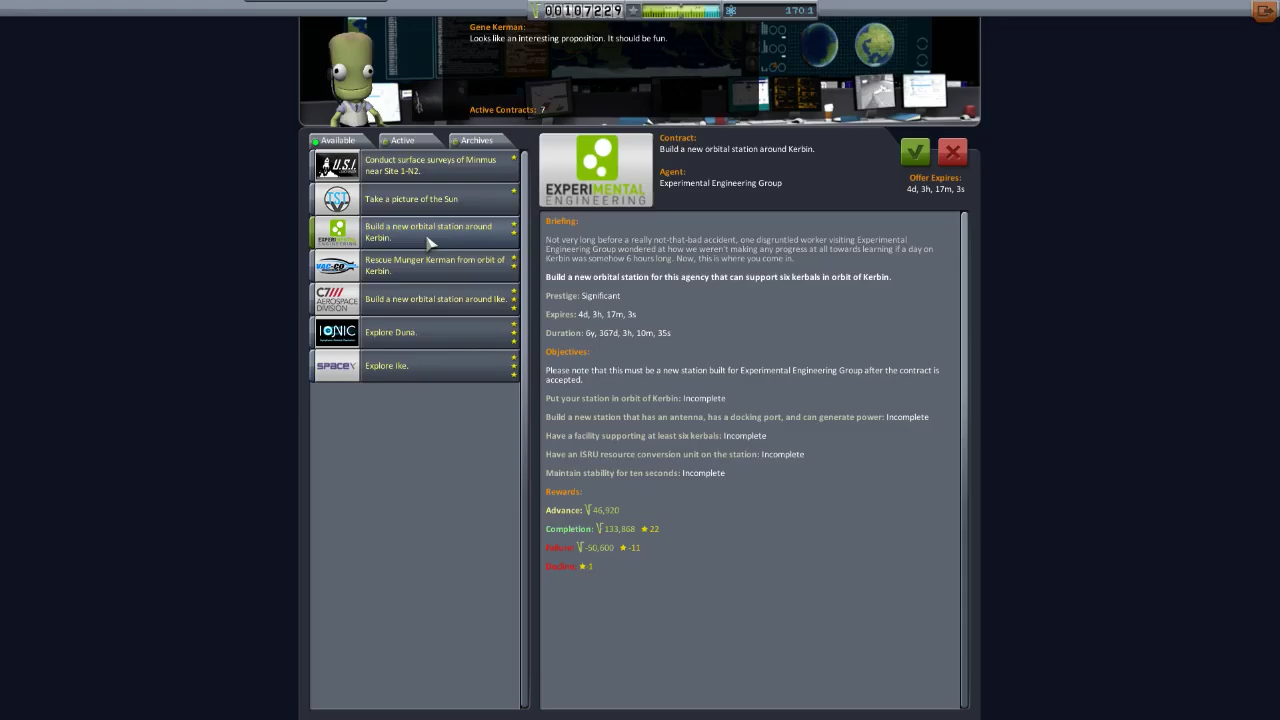 00107229
170.1
Gene Kerman:
Looks like an interesting proposition. It should be fun.
Active Contracts: 7
Available
Active
Archives
U.S.I.
Conduct surveys of Minmus
near Site 1-N2.
Take a picture of the Sun
Build a new orbital station around
Kerbin.
Rescue Munger Kerman from orbit of
Kerbin.
C7///
AEROSPACE
DIVISION
Build a new orbital station around Ike.
IONIC
Explore Duna.
Explore Ike.
EXPERIMENTAL
ENGINEERING
Contract:
Build a new orbital station around Kerbin.
Agent:
Experimental Engineering Group
Offer Expires:
4d, 3h, 17m, 3s
Briefing:
Not very long before a really not-that-bad accident, one disgruntled worker visiting Experimental
Engineering Group wondered at how we weren't making any progress at all towards learning if a day on
Kerbin was somehow 6 hours long. Now, this is where you come in.
Build a new orbital station for this agency that can support six kerbals in orbit of Kerbin.
Prestige: Significant
Expires: 4d, 3h, 17m, 3s
Duration: 6y, 367d, 3h, 10m, 35s
Objectives:
Please note that this must be a new station built for Experimental Engineering Group after the contract is
accepted.
Put your station in orbit of Kerbin: Incomplete
Build a new station that has an antenna, has a docking port, and can generate power: Incomplete
Have a facility supporting at least six kerbals: Incomplete
Have an ISRU resource conversion unit on the station: Incomplete
Maintain stability for ten seconds: Incomplete
Rewards:
Advance: 46,920
Completion: 133,868 22
Failure: -50,600 -11
Decline: 1